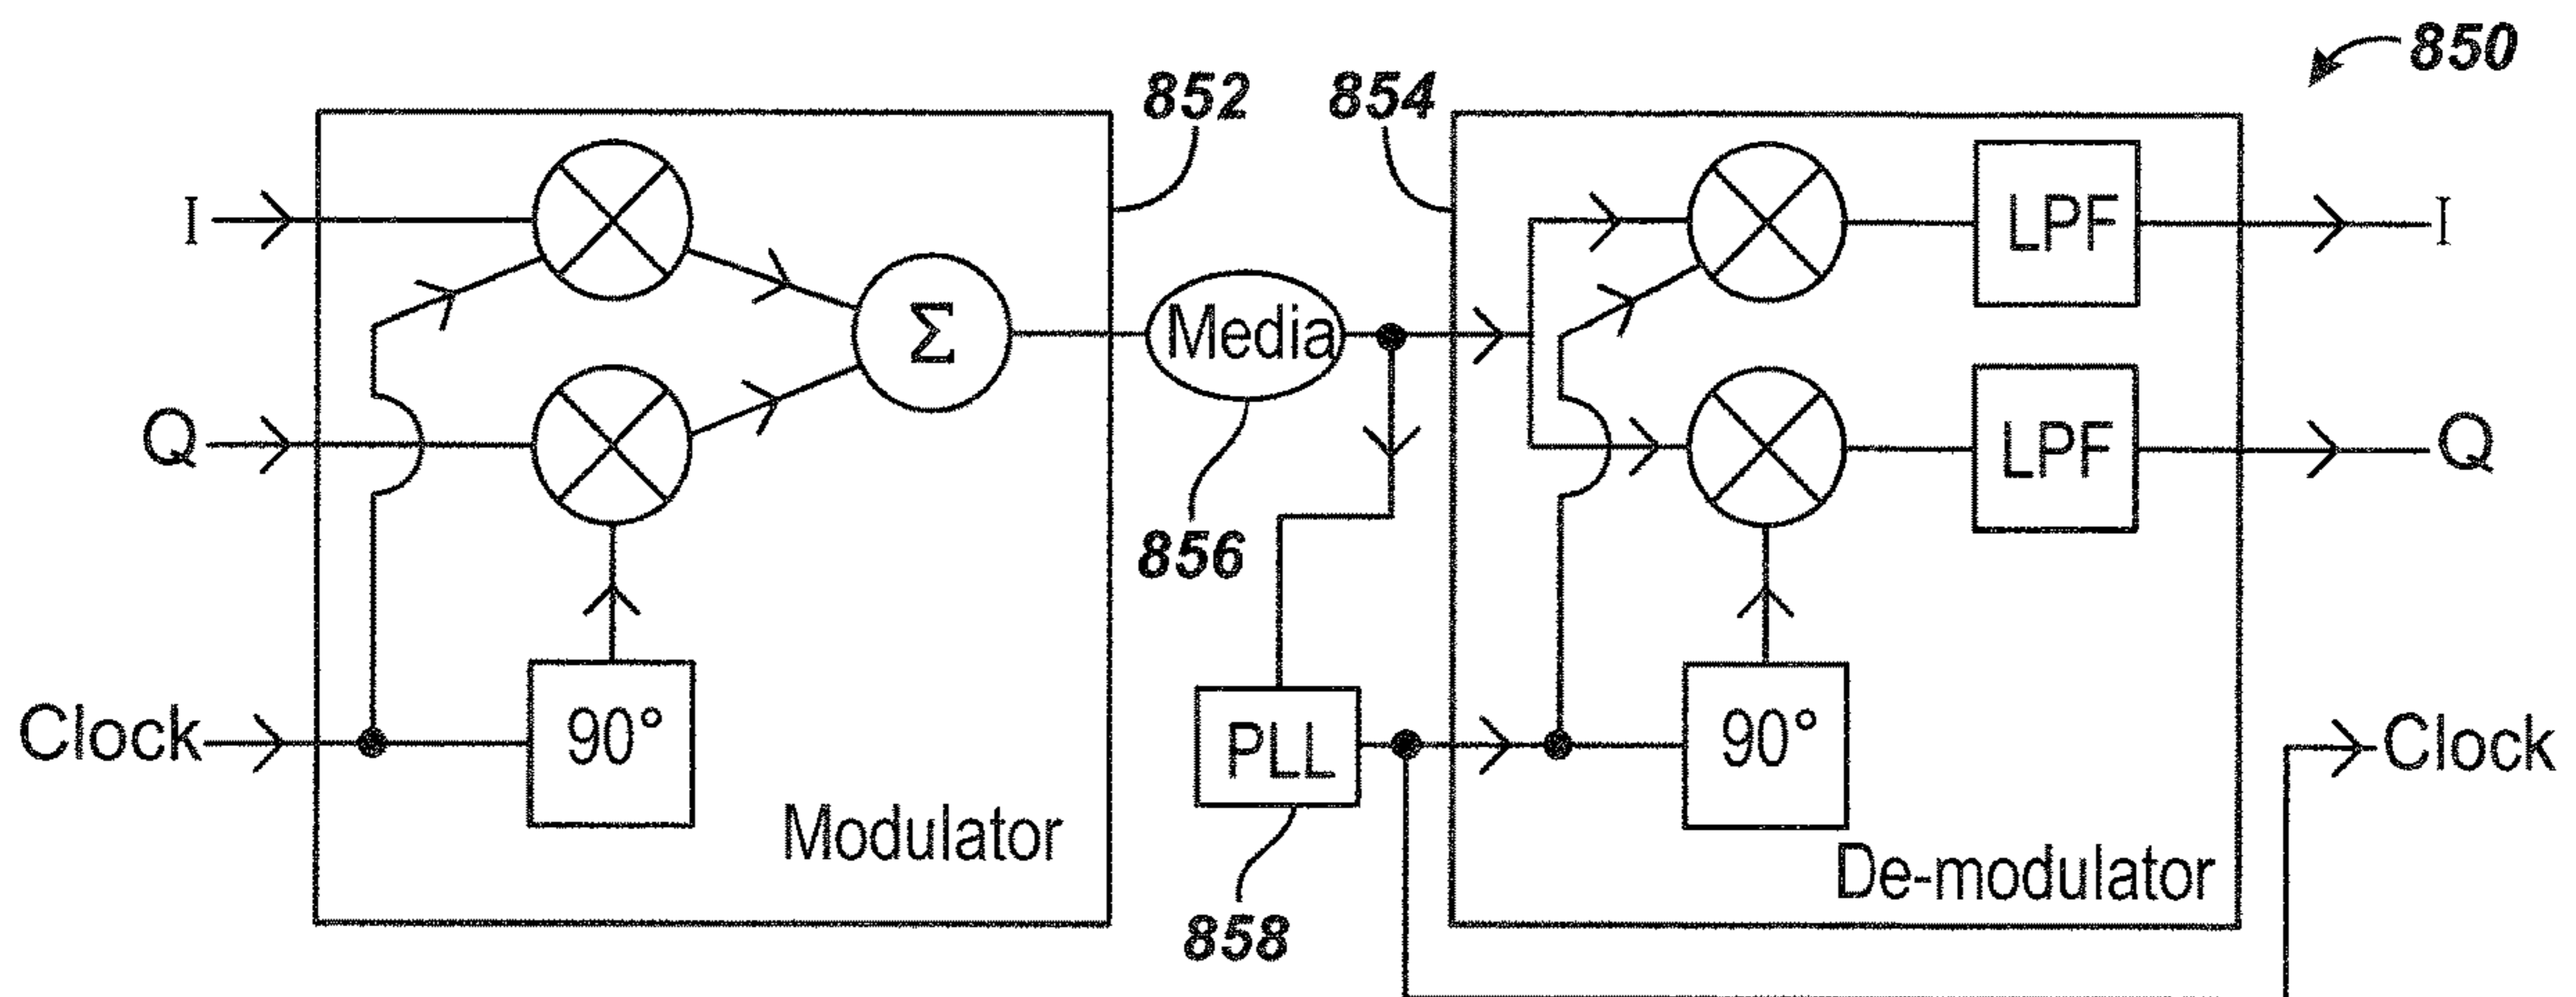 850
852
854
I
LPF
I
Σ
Media
Q
LPF
Q
856
Clock
90°
PLL
90°
Clock
Modulator
De-modulator
858